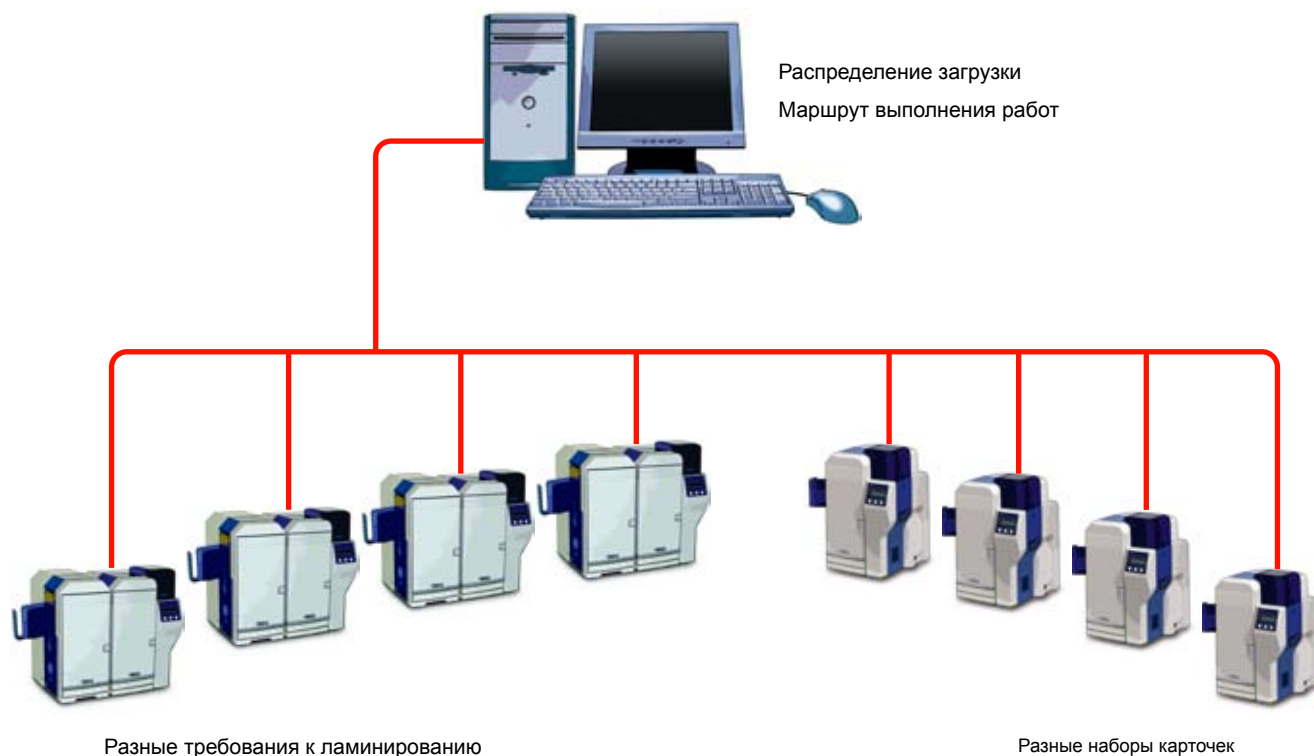 Распределение загрузки
Маршрут выполнения работ
Разные требования к ламинированию
Разные наборы карточек